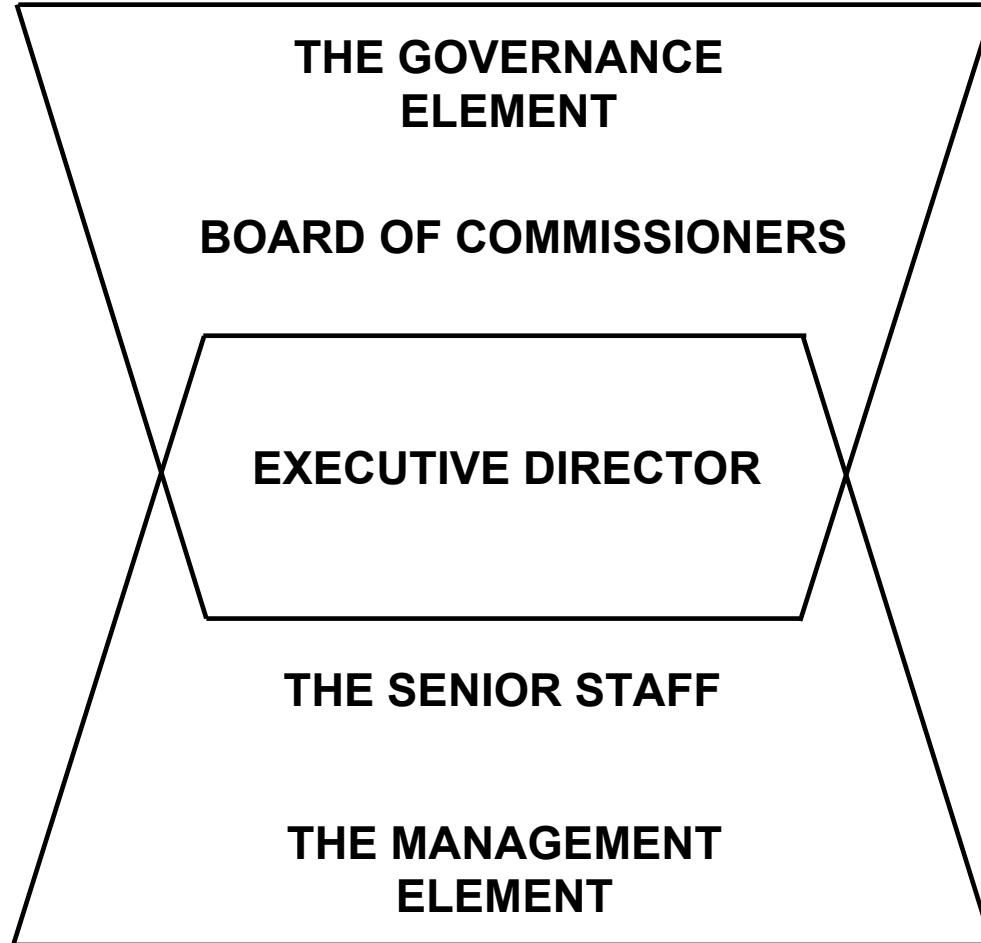 THE GOVERNANCE
ELEMENT
BOARD OF COMMISSIONERS
EXECUTIVE DIRECTOR
THE SENIOR STAFF
THE MANAGEMENT
ELEMENT